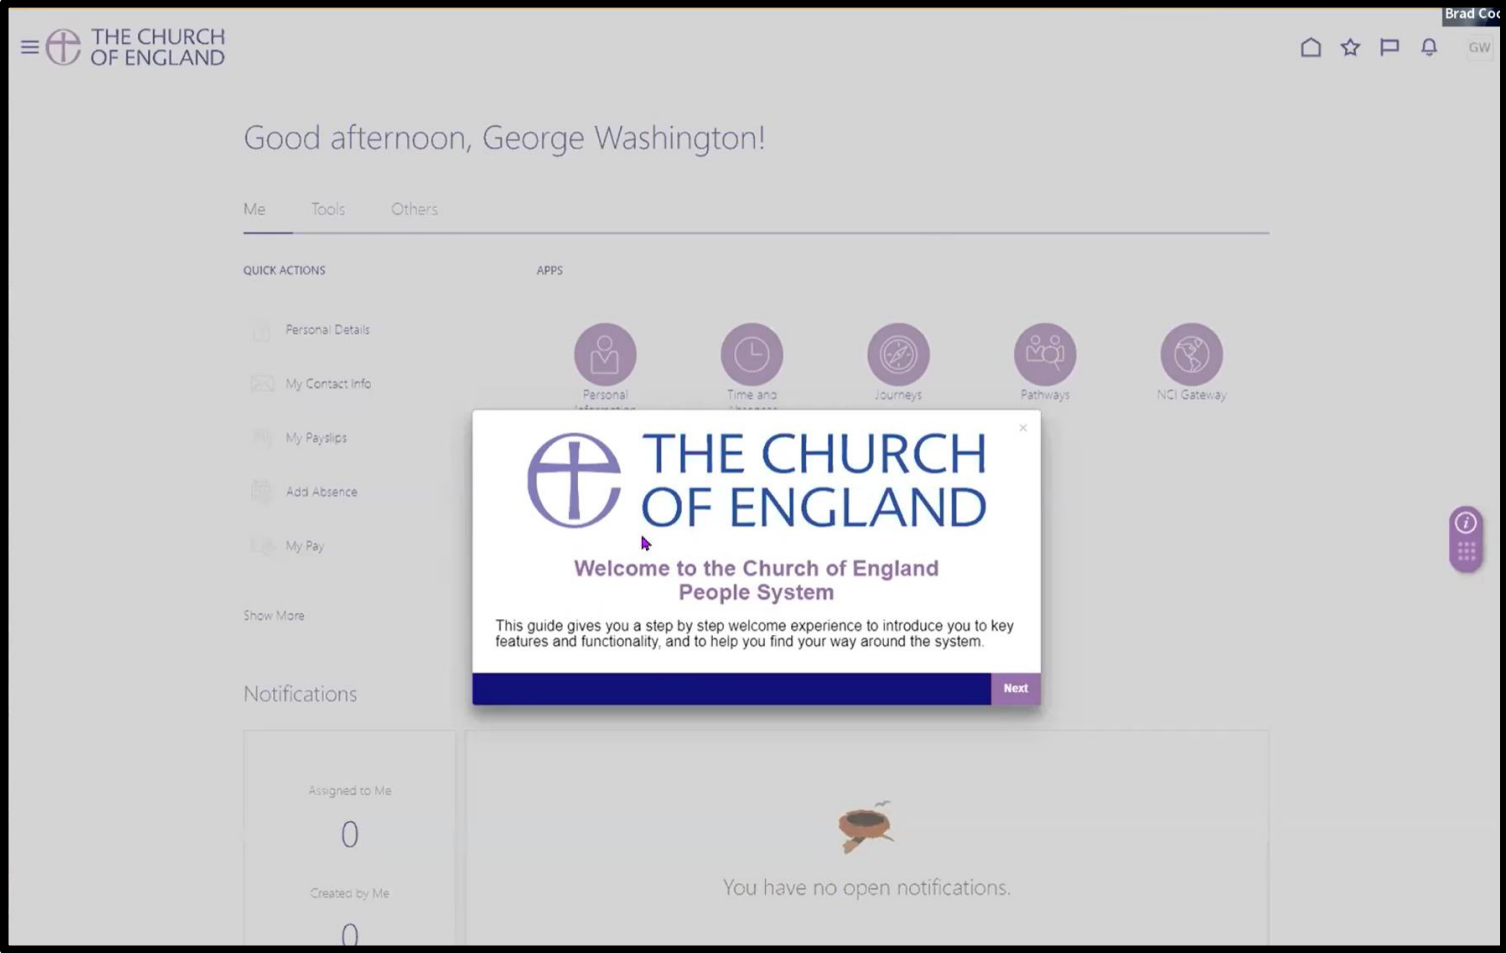 Brad Coo
THE CHURCH
OF ENGLAND
GW
Good afternoon, George Washington!
Me
Tools
Others
QUICK ACTIONS
APPS
Personal Details
My Contact Info
My Payslips
Add Absence
My Pay
Show More
Personal
Information
Time and
Absences
Journeys
Pathways
NCI Gateway
×
THE CHURCH
OF ENGLAND
Welcome to the Church of England
People System
This guide gives you a step by step welcome experience to introduce you to key
features and functionality, and to help you find your way around the system.
Next
Notifications
Assigned to Me
0
Created by Me
0
You have no open notifications.